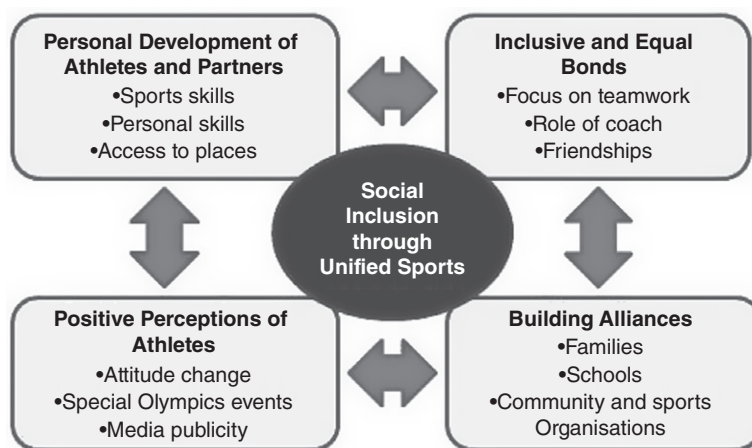 Personal Development of
Athletes and Partners
•Sports skills
•Personal skills
•Access to places
Inclusive and Equal
Bonds
•Focus on teamwork
•Role of coach
•Friendships
Social
Inclusion
through
Unified Sports
Positive Perceptions of
Athletes
•Attitude change
•Special Olympics events
•Media publicity
Building Alliances
•Families
•Schools
•Community and sports
Organisations